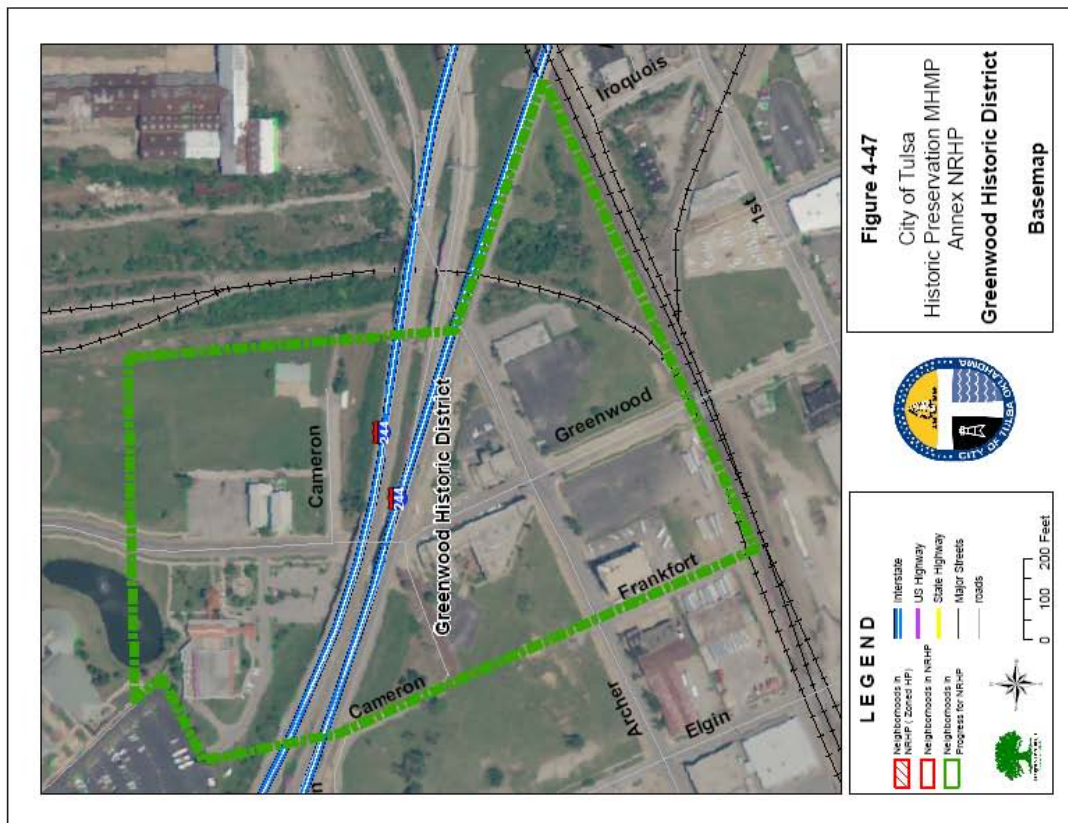 Iroquois
1st
Cameron
244
244
Greenwood Historic District
Greenwood
Cameron
Frankfort
Archer
Elgin
n
Figure 4-47
City of Tulsa
Historic Preservation MHMP
Annex NRHP
Greenwood Historic District
Basemap
CITY OF TULSA OKLAHOMA
LEGEND
Neighborhoods in
NRHP ( Zoned HP)
Neighborhoods in NRHP
Neighborhoods in
Progress for NRHP
Interstate
US Highway
State Highway
Major Streets
roads
0 100 200 Feet